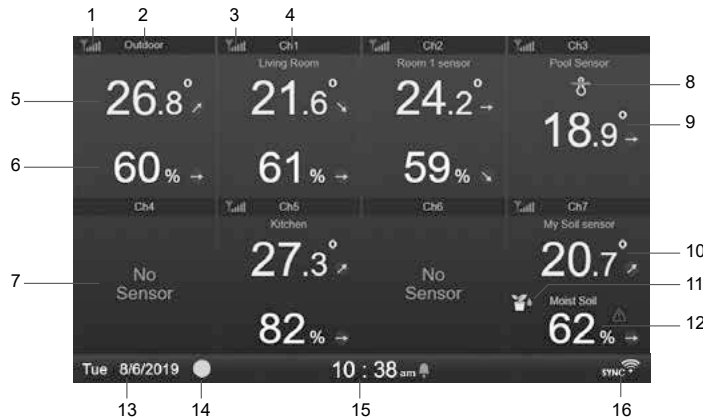 1 2 3 4
Outdoor Ch1 Ch2 Ch3
Living Room Room 1 sensor Pool Sensor
8
5 26.8° 21.6° 24.2° 18.9° 9
6 60% 61% 59%
Ch4 Ch5 Ch6 Ch7
Kitchen My Soil sensor
7 No Sensor 27.3° No Sensor 20.7° 10
11
Moist Soil
82% 62% 12
Tue 8/6/2019 10 : 38 am SYNC
13 14 15 16